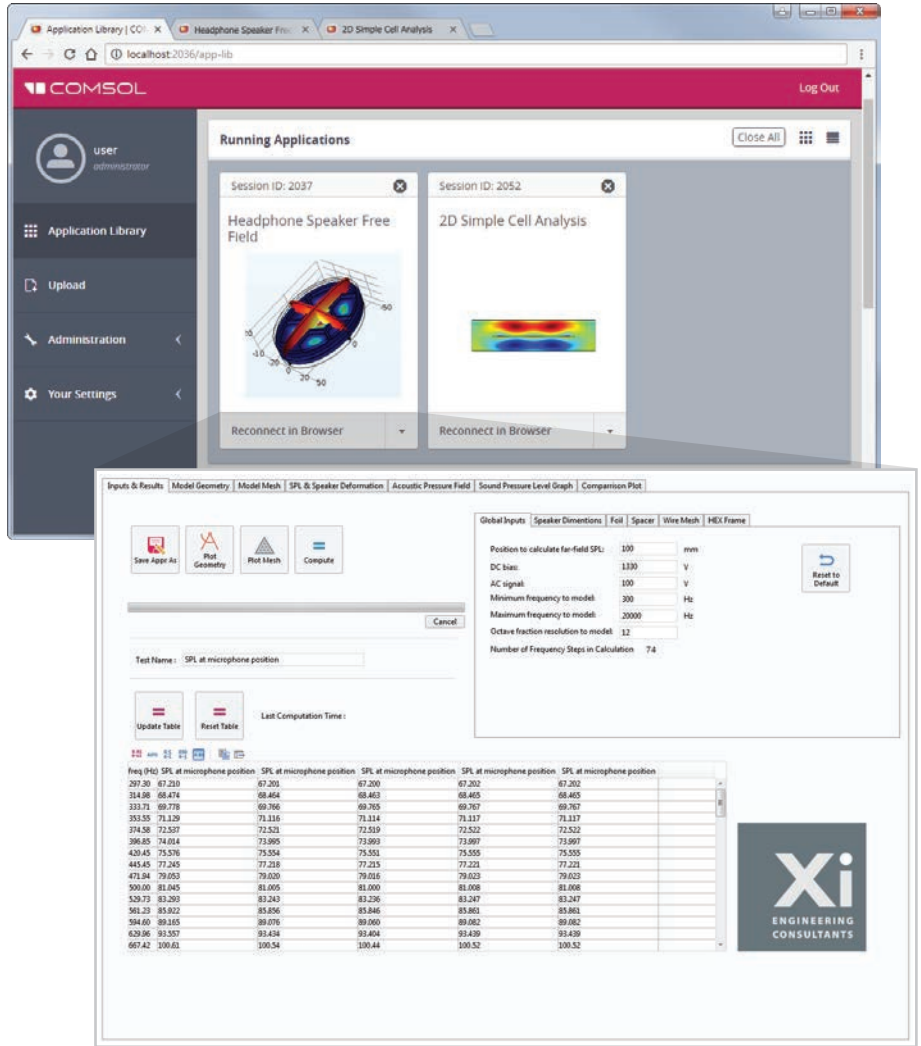 Application Library | CO
Headphone Speaker Free
2D Simple Cell Analysis
localhost:2036/app-lib
COMSOL
Log Out
user
administrator
Application Library
Upload
Administration
Your Settings
Running Applications
Close All
Session ID: 2037
Headphone Speaker Free
Field
50
-10
-20
0
20
50
Reconnect in Browser
Session ID: 2052
2D Simple Cell Analysis
Reconnect in Browser
Inputs & Results Model Geometry Model Mesh SPL & Speaker Deformation Acoustic Pressure Field Sound Pressure Level Graph Comparrison Plot
Save Appr As
Plot
Geometry
Plot Mesh
Compute
Cancel
Test Name : SPL at microphone position
Update Table
Reset Table
Last Computation Time :
Global Inputs Speaker Dimentions Foil Spacer Wire Mesh HEX Frame
Position to calculate far-field SPL: 100 mm
DC bias: 1330 V
AC signal: 100 V
Minimum frequency to model: 300 Hz
Maximum frequency to model: 20000 Hz
Octave fraction resolution to model: 12
Number of Frequency Steps in Calculation 74
Reset to
Default
freq (Hz) SPL at microphone position SPL at microphone position SPL at microphone position SPL at microphone position SPL at microphone position
297.30 67.210 67.201 67.200 67.202 67.202
314.98 68.474 68.464 68.463 68.465 68.465
333.71 69.778 69.766 69.765 69.767 69.767
353.55 71.129 71.116 71.114 71.117 71.117
374.58 72.537 72.521 72.519 72.522 72.522
396.85 74.014 73.995 73.993 73.997 73.997
420.45 75.576 75.554 75.551 75.555 75.555
445.45 77.245 77.218 77.215 77.221 77.221
471.94 79.053 79.020 79.016 79.023 79.023
500.00 81.045 81.005 81.000 81.008 81.008
529.73 83.293 83.243 83.236 83.247 83.247
561.23 85.922 85.856 85.846 85.861 85.861
594.60 89.165 89.076 89.060 89.082 89.082
629.96 93.557 93.434 93.404 93.439 93.439
667.42 100.61 100.54 100.44 100.52 100.52
Xi
ENGINEERING
CONSULTANTS